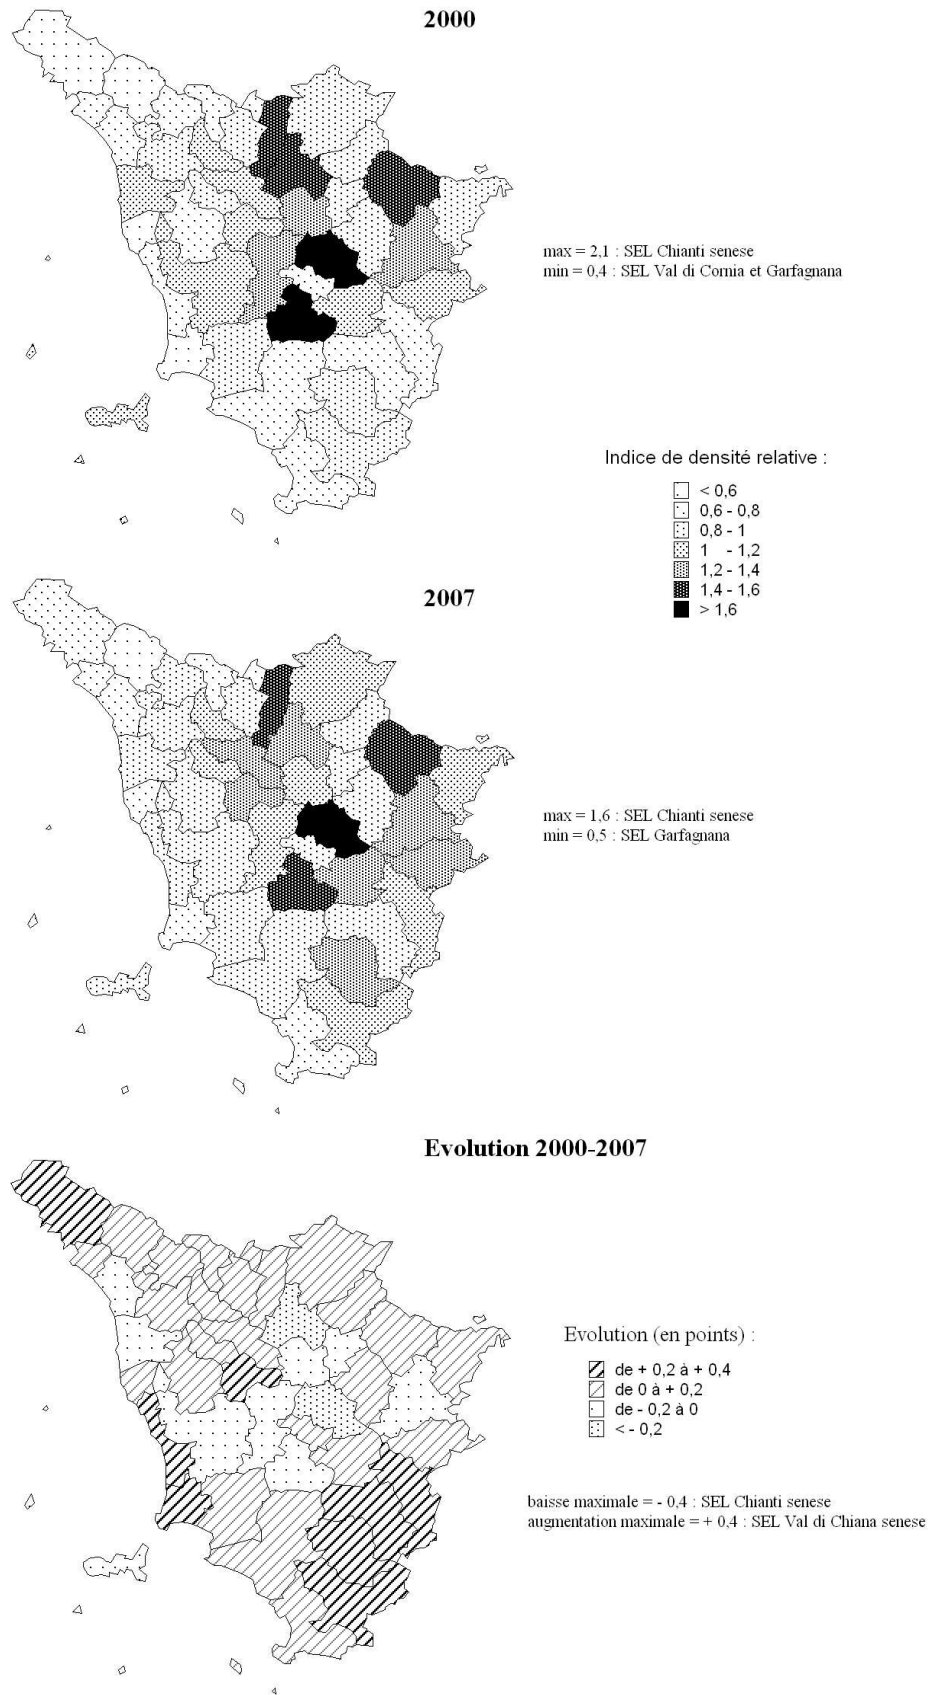 2000
max = 2,1 : SEL Chianti senese
min = 0,4 : SEL Val di Cornia et Garfagnana
Indice de densité relative :
< 0,6
0,6 - 0,8
0,8 - 1
1 - 1,2
1,2 - 1,4
1,4 - 1,6
> 1,6
2007
max = 1,6 : SEL Chianti senese
min = 0,5 : SEL Garfagnana
Evolution 2000-2007
Evolution (en points) :
de + 0,2 à + 0,4
de 0 à + 0,2
de - 0,2 à 0
< - 0,2
baisse maximale = - 0,4 : SEL Chianti senese
augmentation maximale = + 0,4 : SEL Val di Chiana senese